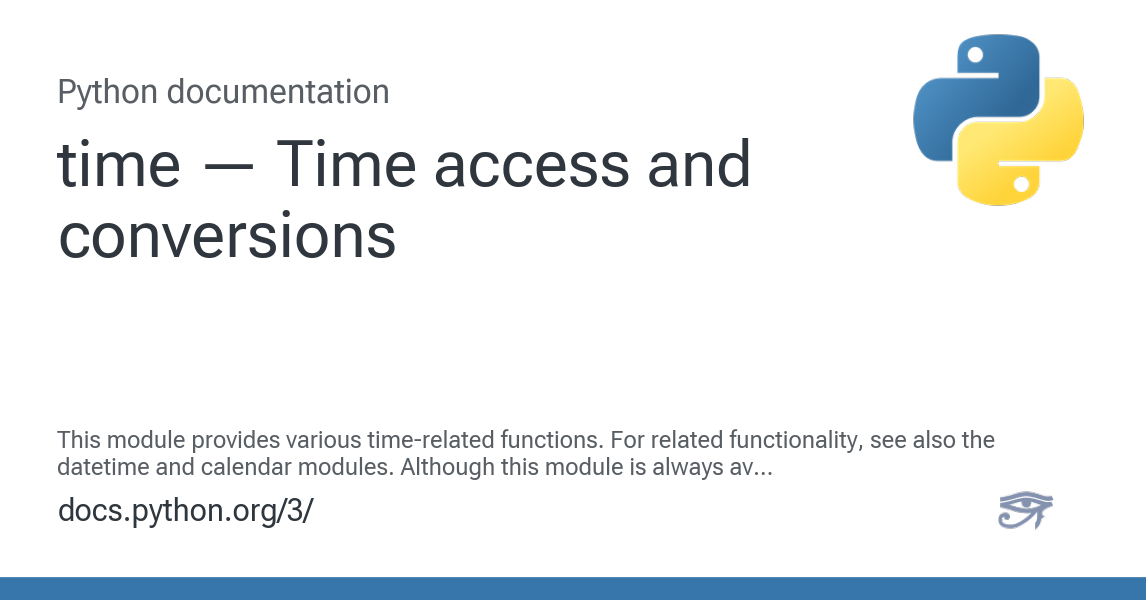 Python documentation
time — Time access and
conversions
This module provides various time-related functions. For related functionality, see also the
datetime and calendar modules. Although this module is always av...
docs.python.org/3/